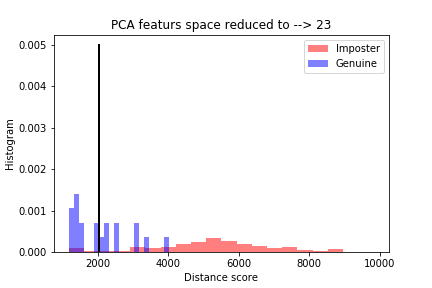 PCA featurs space reduced to --> 23
Imposter
Genuine
Histogram
0.005
0.004
0.003
0.002
0.001
0.000
2000 4000 6000 8000 10000
Distance score